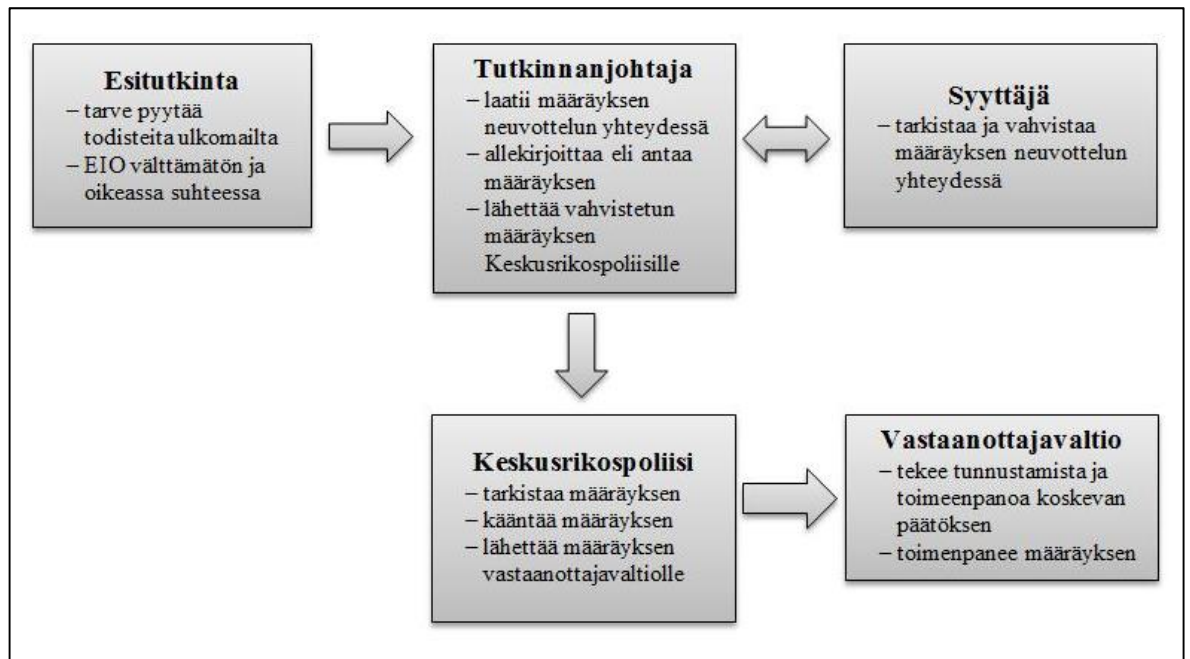 Esitutkinta
– tarve pyytää
todisteita ulkomailta
– EIO välttämätön ja
oikeassa suhteessa
Tutkinnanjohtaja
– laatii määräyksen
neuvottelun yhteydessä
– allekirjoittaa eli antaa
määräyksen
– lähettää vahvistetun
määräyksen
Keskusrikospoliisille
Syyttäjä
– tarkistaa ja vahvistaa
määräyksen neuvottelun
yhteydessä
Keskusrikospoliisi
– tarkistaa määräyksen
– kääntää määräyksen
– lähettää määräyksen
vastaanottajavaltiolle
Vastaanottajavaltio
– tekee tunnustamista ja
toimeenpanoa koskevan
päätöksen
– toimenpanee määräyksen